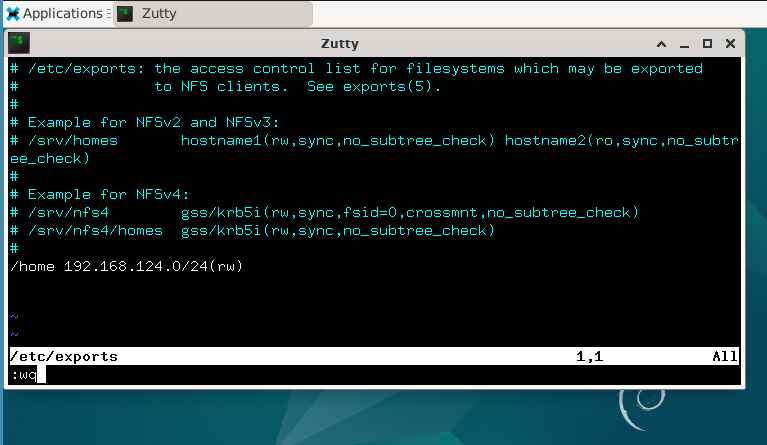 Applications Zutty
Zutty
# /etc/exports: the access control list for filesystems which may be exported
#               to NFS clients.  See exports(5).
#
# Example for NFSv2 and NFSv3:
# /srv/homes       hostname1(rw,sync,no_subtree_check) hostname2(ro,sync,no_subtr
ee_check)
#
# Example for NFSv4:
# /srv/nfs4        gss/krb5i(rw,sync,fsid=0,crossmnt,no_subtree_check)
# /srv/nfs4/homes  gss/krb5i(rw,sync,no_subtree_check)
#
/home 192.168.124.0/24(rw)
~
~
/etc/exports 1,1 All
:wq